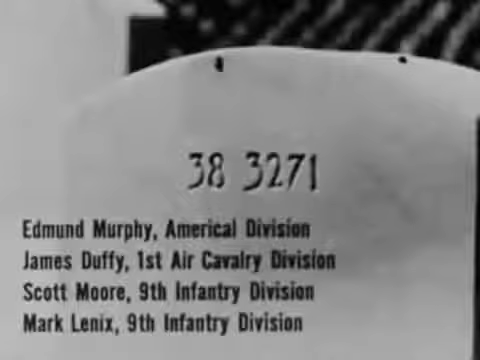 38 3271
Edmund Murphy, Americal Division
James Duffy, 1st Air Cavalry Division
Scott Moore, 9th Infantry Division
Mark Lenix, 9th Infantry Division